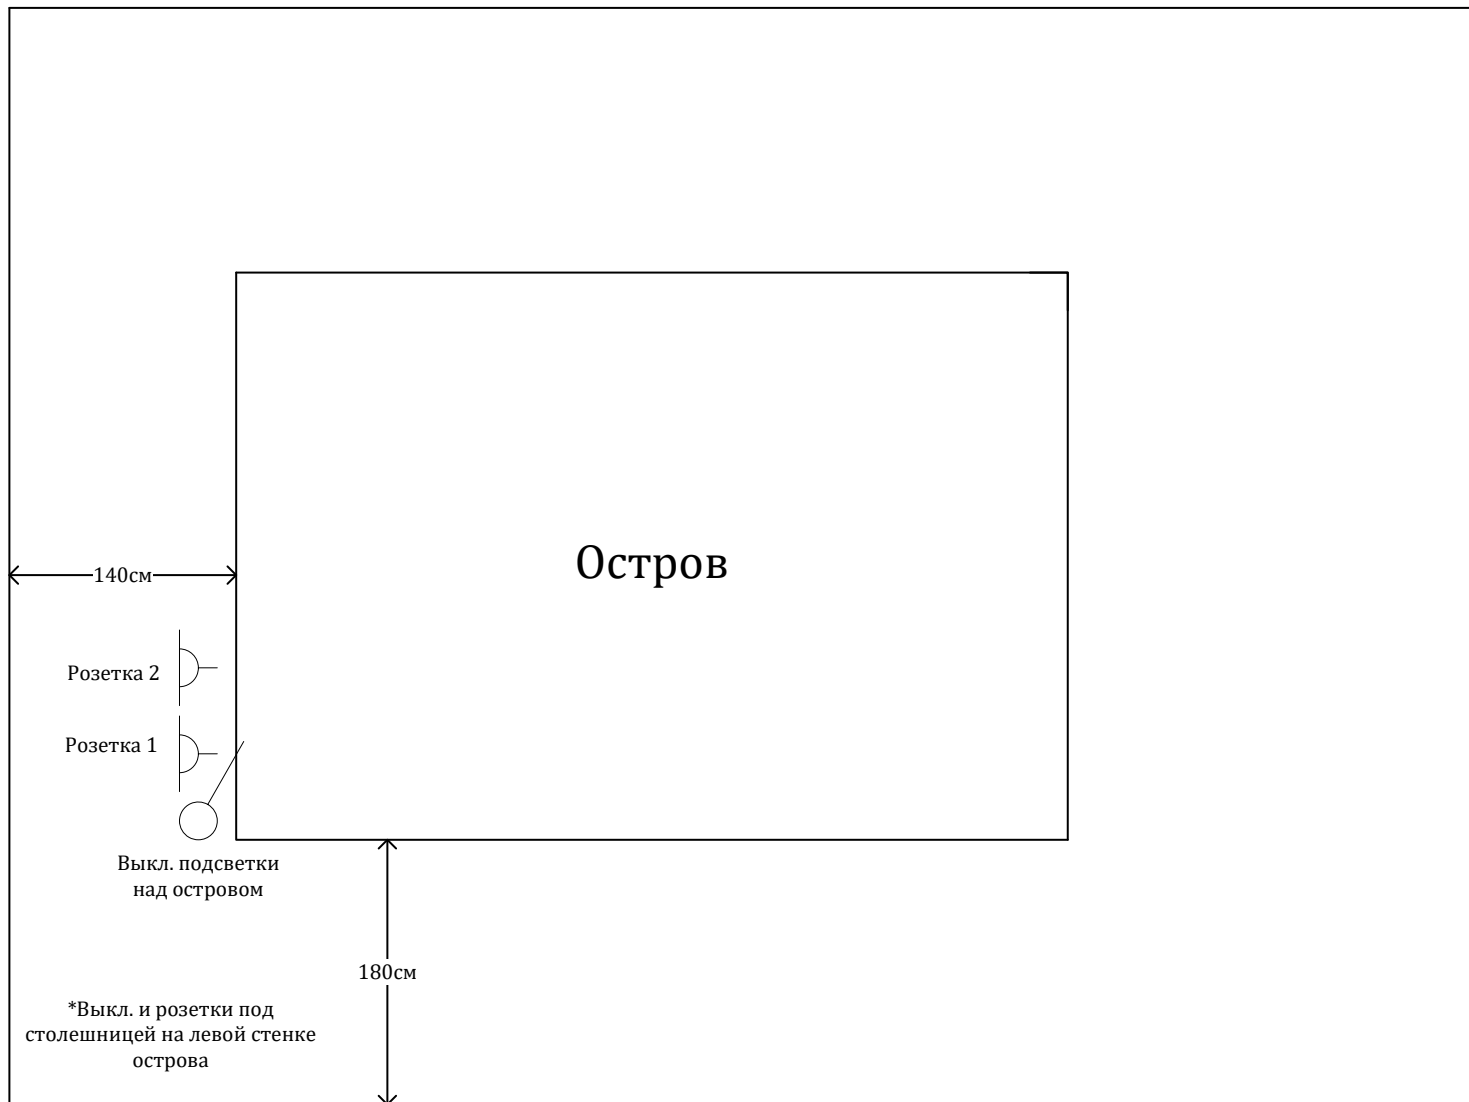 Остров
140см
Розетка 2
Розетка 1
Выкл. подсветки
над островом
180см
*Выкл. и розетки под
столешницей на левой стенке
острова